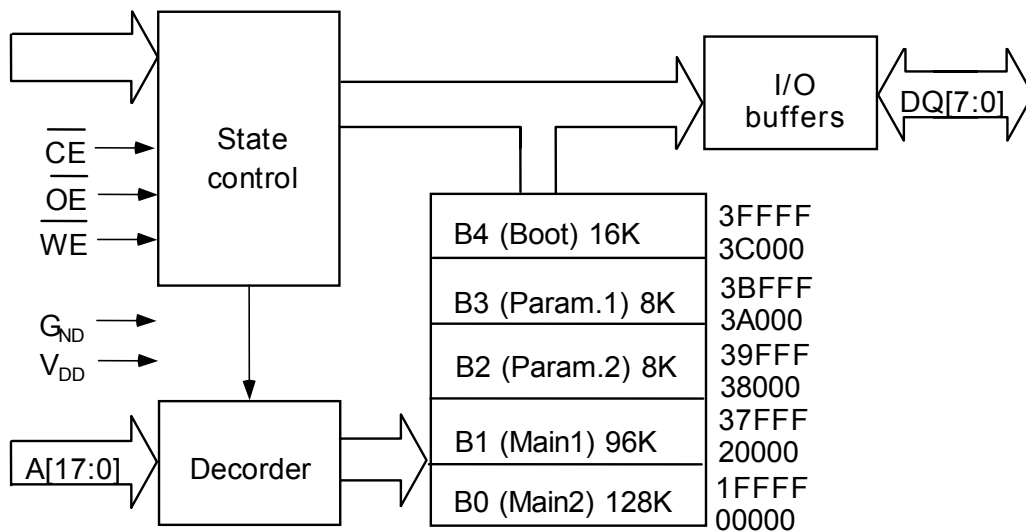 I/O
buffers
DQ[7:0]
State
control
CE
OE
WE
GND
VDD
A[17:0]
Decorder
B4 (Boot) 16K
3FFFF
3C000
B3 (Param.1) 8K
3BFFF
3A000
B2 (Param.2) 8K
39FFF
38000
B1 (Main1) 96K
37FFF
20000
B0 (Main2) 128K
1FFFF
00000